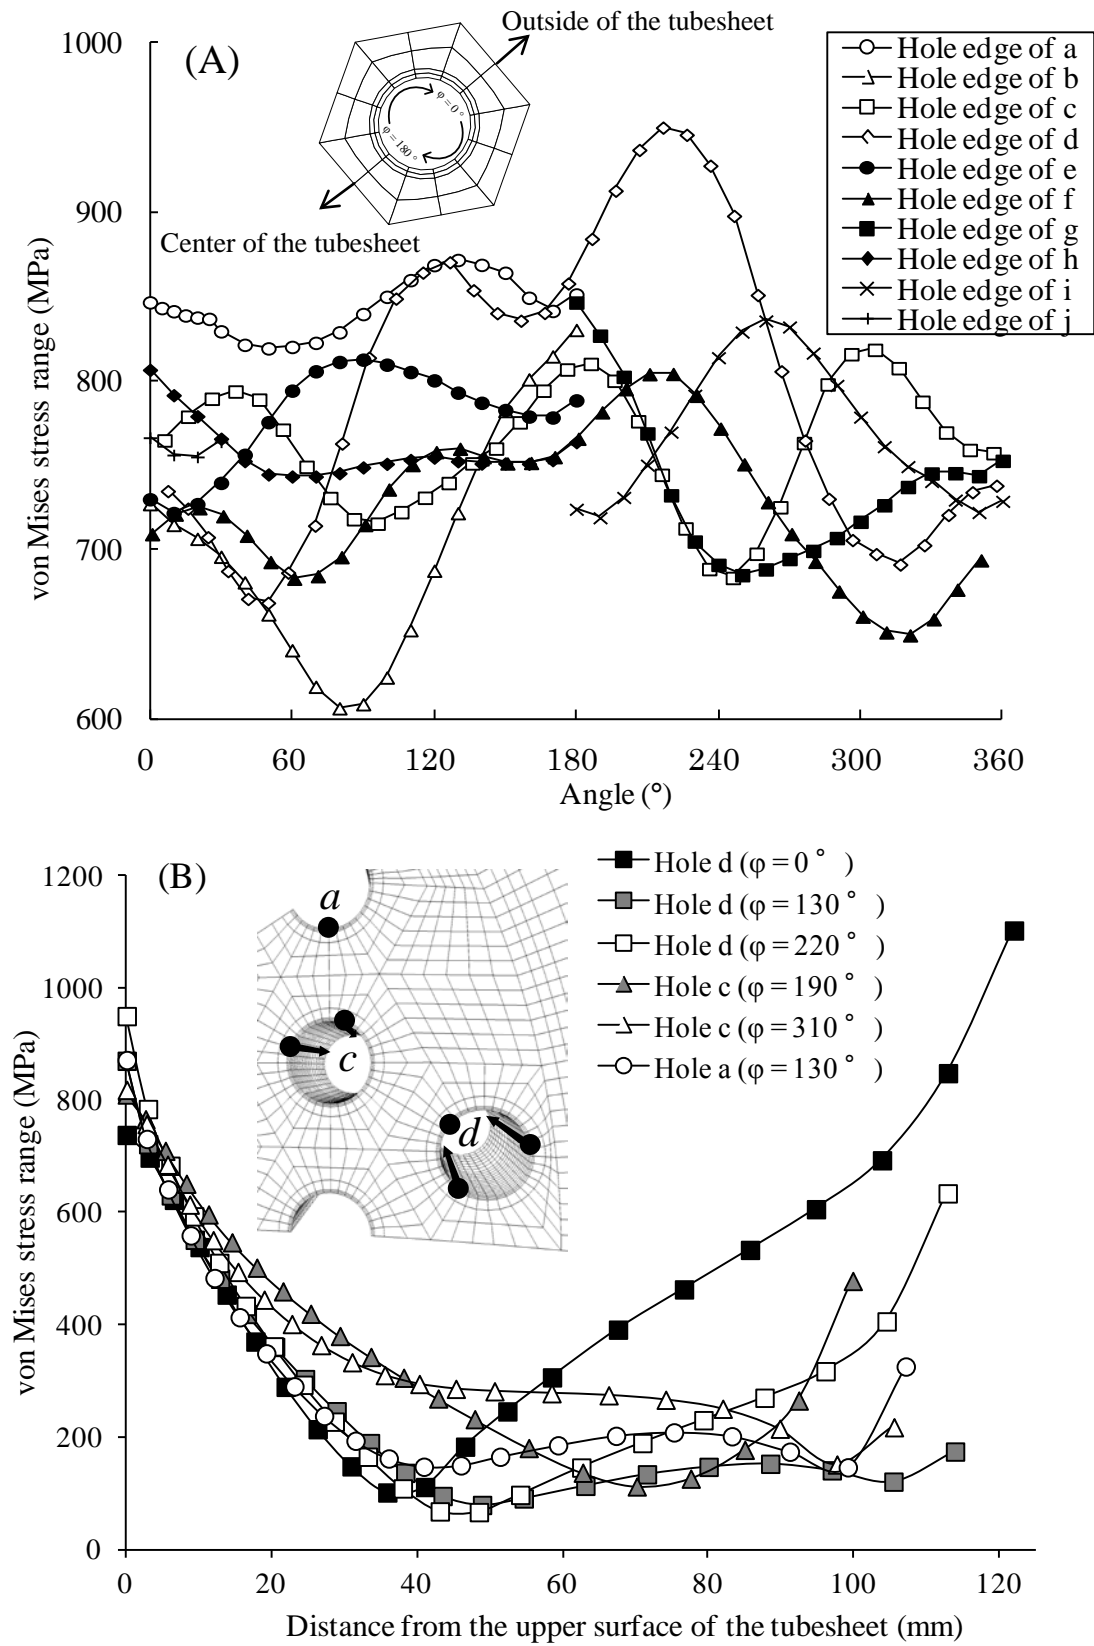 (A)
Outside of the tubesheet
Center of the tubesheet
φ = 0°
φ = 180°
Hole edge of a
Hole edge of b
Hole edge of c
Hole edge of d
Hole edge of e
Hole edge of f
Hole edge of g
Hole edge of h
Hole edge of i
Hole edge of j
von Mises stress range (MPa)
1000
900
800
700
600
0 60 120 180 240 300 360
Angle (°)
(B)
Hole d (φ = 0°)
Hole d (φ = 130°)
Hole d (φ = 220°)
Hole c (φ = 190°)
Hole c (φ = 310°)
Hole a (φ = 130°)
a
c
d
von Mises stress range (MPa)
1200
1000
800
600
400
200
0
0 20 40 60 80 100 120
Distance from the upper surface of the tubesheet (mm)